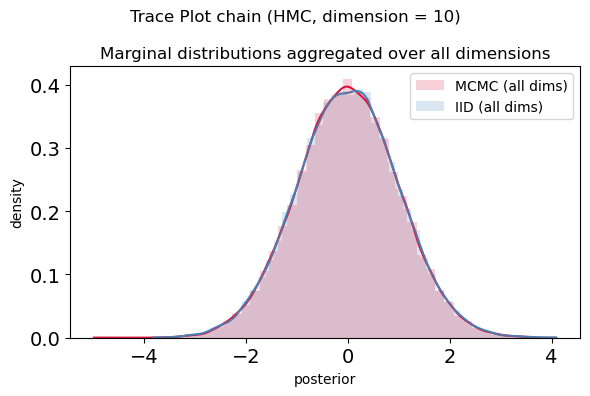 Trace Plot chain (HMC, dimension = 10)
Marginal distributions aggregated over all dimensions
MCMC (all dims)
IID (all dims)
density
0.4
0.3
0.2
0.1
0.0
−4
−2
0
2
4
posterior